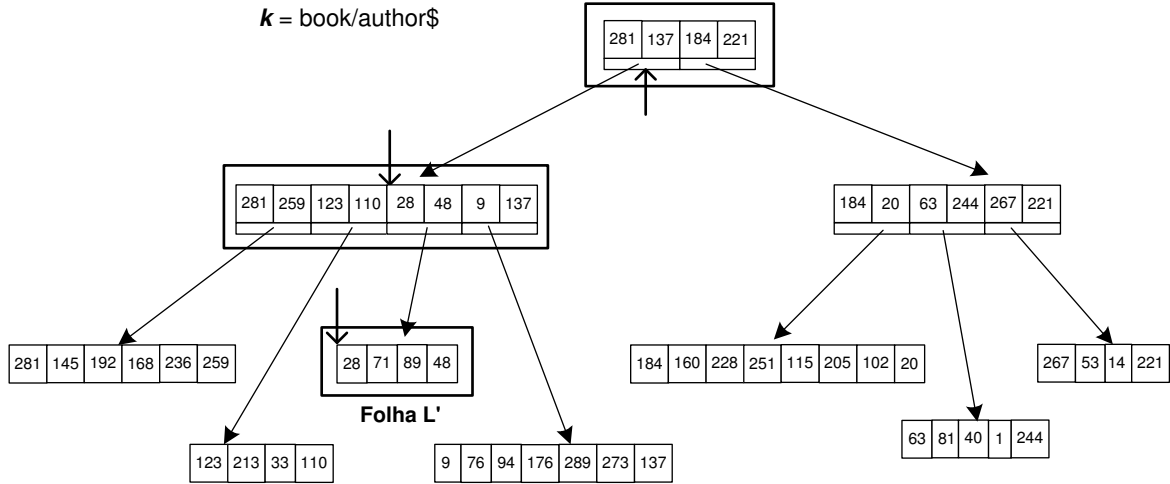 k = book/author$
281 137 184 221
281 259 123 110 28 48 9 137
184 20 63 244 267 221
281 145 192 168 236 259
28 71 89 48
184 160 228 251 115 205 102 20
267 53 14 221
Folha L'
63 81 40 1 244
123 213 33 110
9 76 94 176 289 273 137